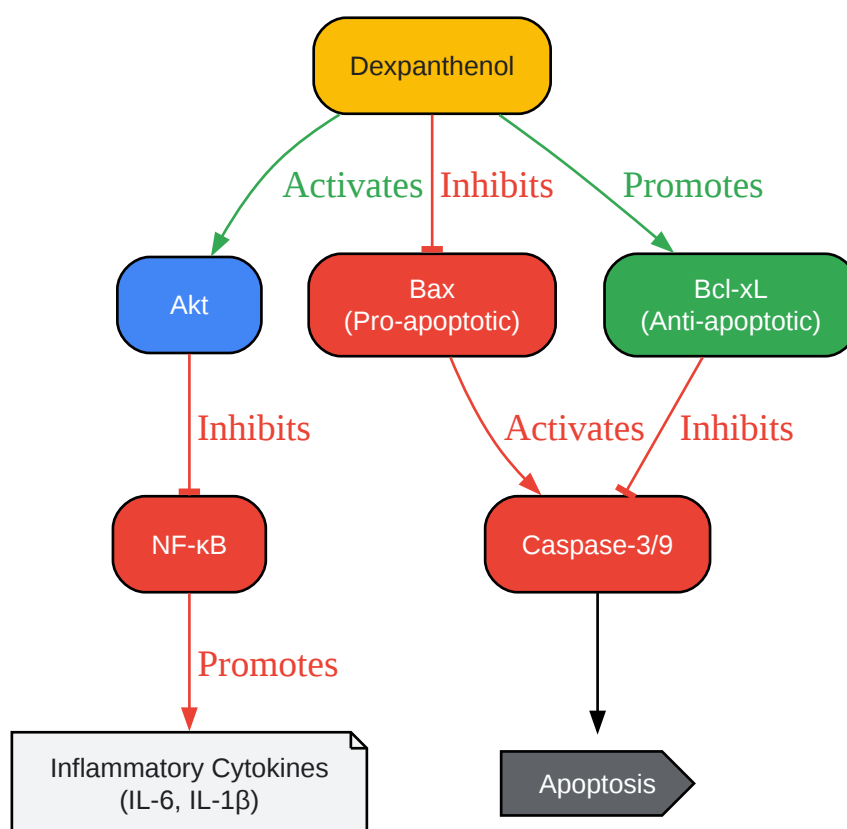 Dexpanthenol
Activates
Inhibits
Promotes
Akt
Bax
(Pro-apoptotic)
Bcl-xL
(Anti-apoptotic)
Inhibits
Activates
Inhibits
NF-κB
Caspase-3/9
Promotes
Inflammatory Cytokines
(IL-6, IL-1β)
Apoptosis